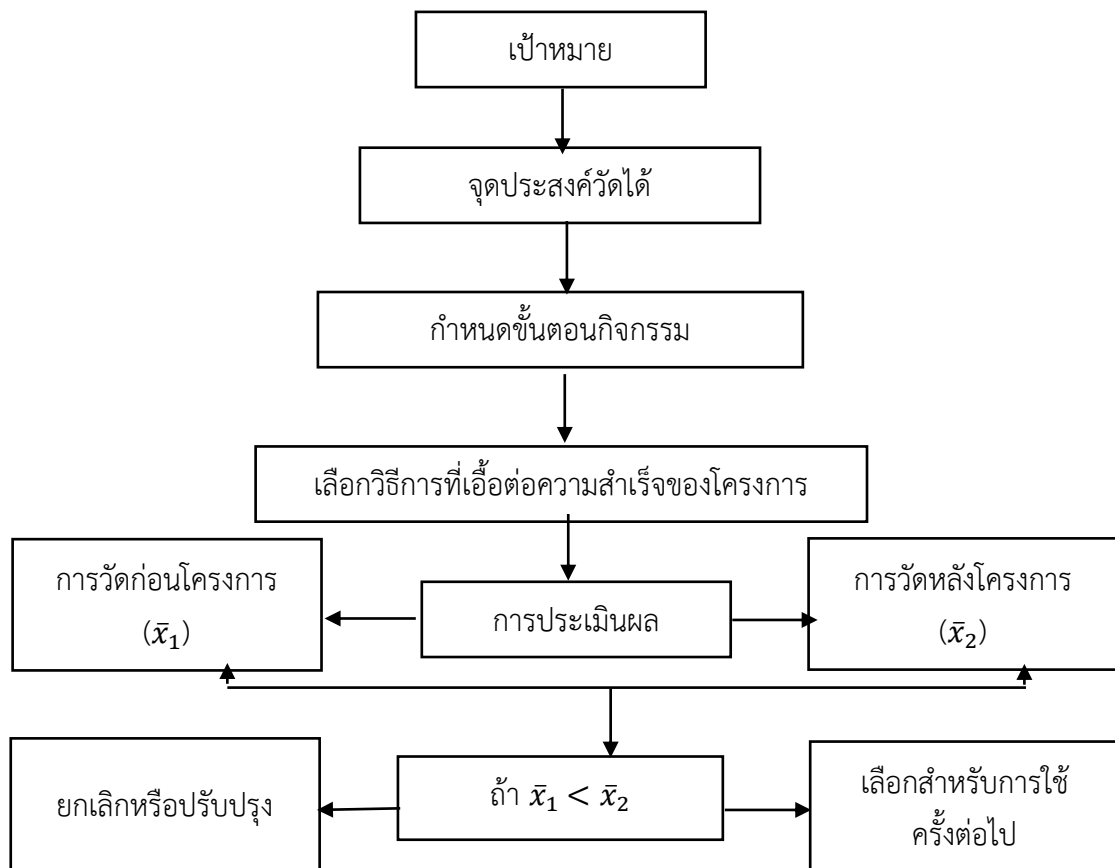 เป้าหมาย
จุดประสงค์วัดได้
กำหนดขั้นตอนกิจกรรม
เลือกวิธีการที่เอื้อต่อความสำเร็จของโครงการ
การวัดก่อนโครงการ
(x̄₁)
การประเมินผล
การวัดหลังโครงการ
(x̄₂)
ยกเลิกหรือปรับปรุง
ถ้า x̄₁ < x̄₂
เลือกสำหรับการใช้
ครั้งต่อไป